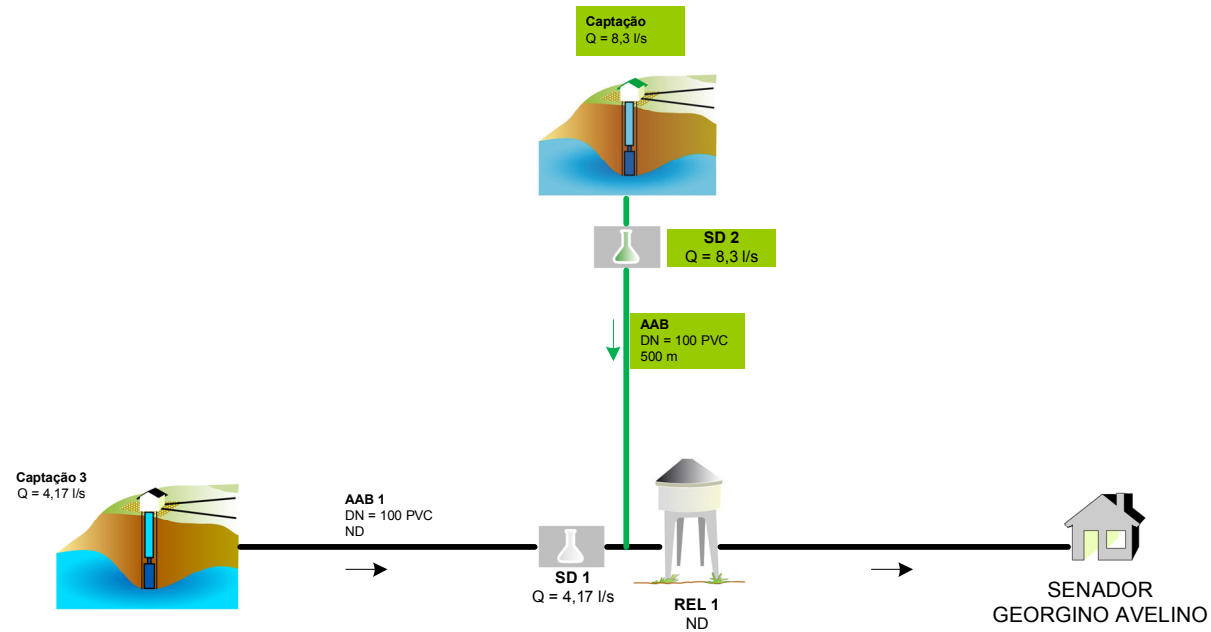 Captação
Q = 8,3 l/s
SD 2
Q = 8,3 l/s
AAB
DN = 100 PVC
500 m
Captação 3
Q = 4,17 l/s
AAB 1
DN = 100 PVC
ND
SD 1
Q = 4,17 l/s
REL 1
ND
SENADOR
GEORGINO AVELINO